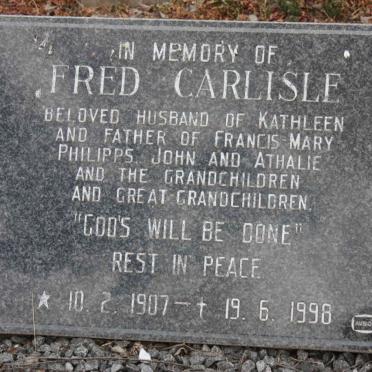 IN MEMORY OF
FRED CARLISLE
BELOVED HUSBAND OF KATHLEEN
AND FATHER OF FRANCIS-MARY
PHILIPPS, JOHN AND ATHALIE
AND THE GRANDCHILDREN
AND GREAT GRANDCHILDREN
"GOD'S WILL BE DONE"
REST IN PEACE
☆ 10. 2. 1907 – † 19. 6. 1998